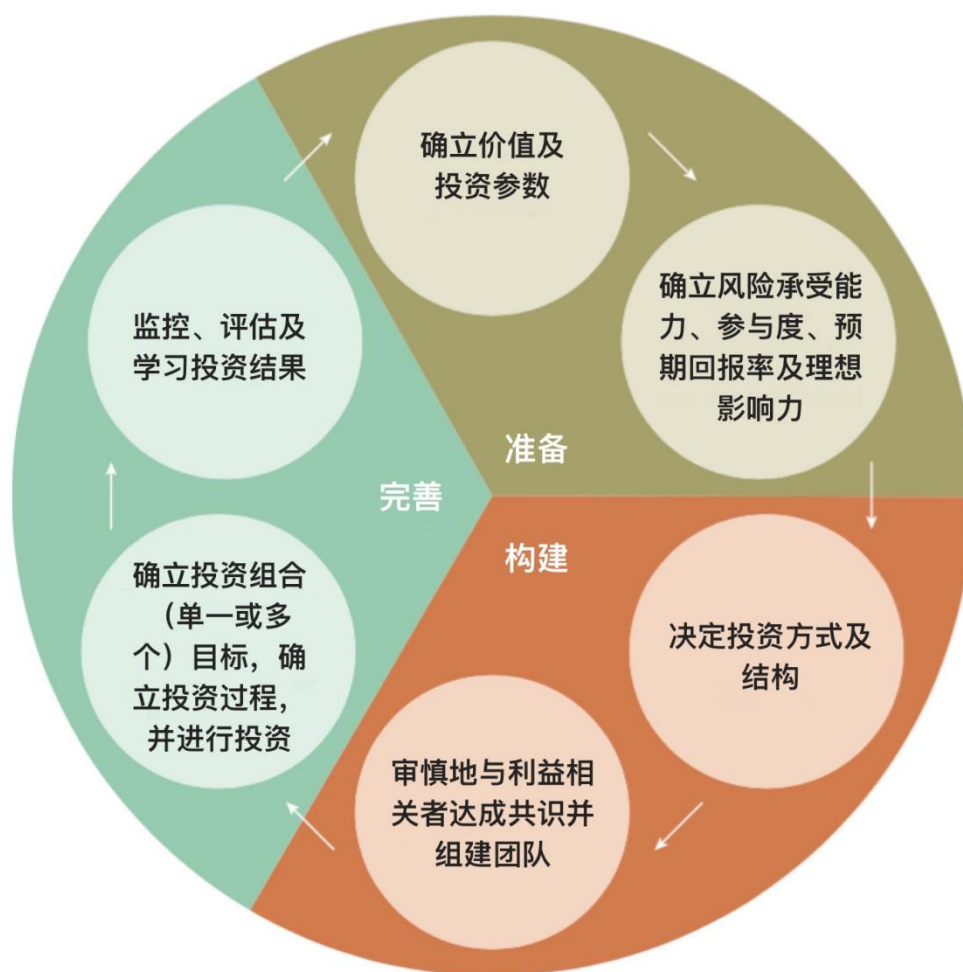 确立价值及
投资参数
确立风险承受能
力、参与度、预
期回报率及理想
影响力
准备
决定投资方式及
结构
审慎地与利益相
关者达成共识并
组建团队
构建
确立投资组合
（单一或多
个）目标，确
立投资过程，
并进行投资
监控、评估及
学习投资结果
完善